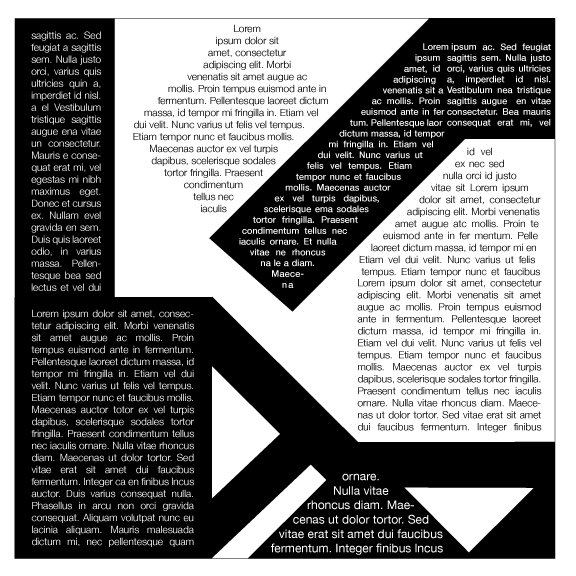 sagittis ac. Sed
feugiat a sagittis
sem. Nulla justo
orci, varius quis
ultricies quin a,
imperdiet id nisl.
a el Vestibulum
tristique sagittis
augue ena vitae
un consectetur.
Mauris e conse-
quat erat mi, vel
egestas mi nibh
maximus eget.
Donec et cursus
ex. Nullam evel
gravida en sem.
Duis quis laoreet
odio, in varius
massa. Pellen-
tesque bea sed
lectus et vel dui
Lorem
ipsum dolor sit
amet, consectetur
adipiscing elit. Morbi
venenatis sit amet augue ac
mollis. Proin tempus euismod ante in
fermentum. Pellentesque laoreet dictum
massa, id tempor mi fringilla in. Etiam vel
dui velit. Nunc varius ut felis vel tempus.
Etiam tempor nunc et faucibus mollis.
Maecenas auctor ex vel turpis
dapibus, scelerisque sodales
tortor fringilla. Praesent
condimentum
tellus nec
iaculis
Lorem
ipsum
amet, id
adipiscing
venenatis sit a
ac mollis. Proin
euismod ante in fer
tum. Pellentesque laor
dictum massa, id tempor
mi fringilla in. Etiam vel
dui velit. Nunc varius ut
felis vel tempus. Etiam
tempor nunc et faucibus
mollis. Maecenas auctor
ex vel turpis dapibus,
scelerisque ema sodales
tortor fringilla. Praesent
condimentum tellus nec
iaculis ornare. Et nulla
vitae ne rhoncus
na le a diam.
Maece-
na
ipsum ac. Sed feugiat
sagittis sem. Nulla justo
orci, varius quis ultricies
a, imperdiet id nisl.
Vestibulum nea tristique
sagittis augue en vitae
consectetur. Bea mauris
consequat erat mi, vel
id vel
ex nec sed
nulla orci id justo
vitae sit Lorem ipsum
dolor sit amet, consectetur
adipiscing elit. Morbi venenatis
sit amet augue atc mollis. Proin te
euismod ante in fer mentum. Pelle
laoreet dictum massa, id tempor mi en
Etiam vel dui velit. Nunc varius ut felis
tempus. Etiam tempor nunc et faucibus
Lorem ipsum dolor sit amet, consectetur
adipiscing elit. Morbi venenatis sit amet
augue ac mollis. Proin tempus euismod
ante in fermentum. Pellentesque laoreet
dictum massa, id tempor mi fringilla in.
Etiam vel dui velit. Nunc varius ut felis
vel tempus. Etiam tempor nunc et faucibus
mollis. Maecenas auctor ex vel turpis
dapibus, scelerisque sodales tortor fringilla.
Praesent condimentum tellus nec iaculis
ornare. Nulla vitae rhoncus diam. Maece-
nas ut dolor tortor. Sed vitae erat sit amet
dui faucibus fermentum. Integer finibus
Lorem ipsum dolor sit amet, consec-
tetur adipiscing elit. Morbi venenatis
sit amet augue ac mollis. Proin
tempus euismod ante in fermentum.
Pellentesque laoreet dictum massa, id
tempor mi fringilla in. Etiam vel dui
velit. Nunc varius ut felis vel tempus.
Etiam tempor nunc et faucibus mollis.
Maecenas auctor totor ex vel turpis
dapibus, scelerisque sodales tortor
fringilla. Praesent condimentum tellus
nec iaculis ornare. Nulla vitae rhoncus
diam. Maecenas ut dolor tortor. Sed
vitae erat sit amet dui faucibus
fermentum. Integer ca en finibus Incus
auctor. Duis varius consequat nulla.
Phasellus in arcu non orci gravida
consequat. Aliquam volutpat nunc eu
lacinia aliquam. Mauris malesuada
dictum mi, nec pellentesque quam
ornare.
Nulla vitae
rhoncus diam. Mae-
cenas ut dolor tortor. Sed
vitae erat sit amet dui faucibus
fermentum. Integer finibus Incus